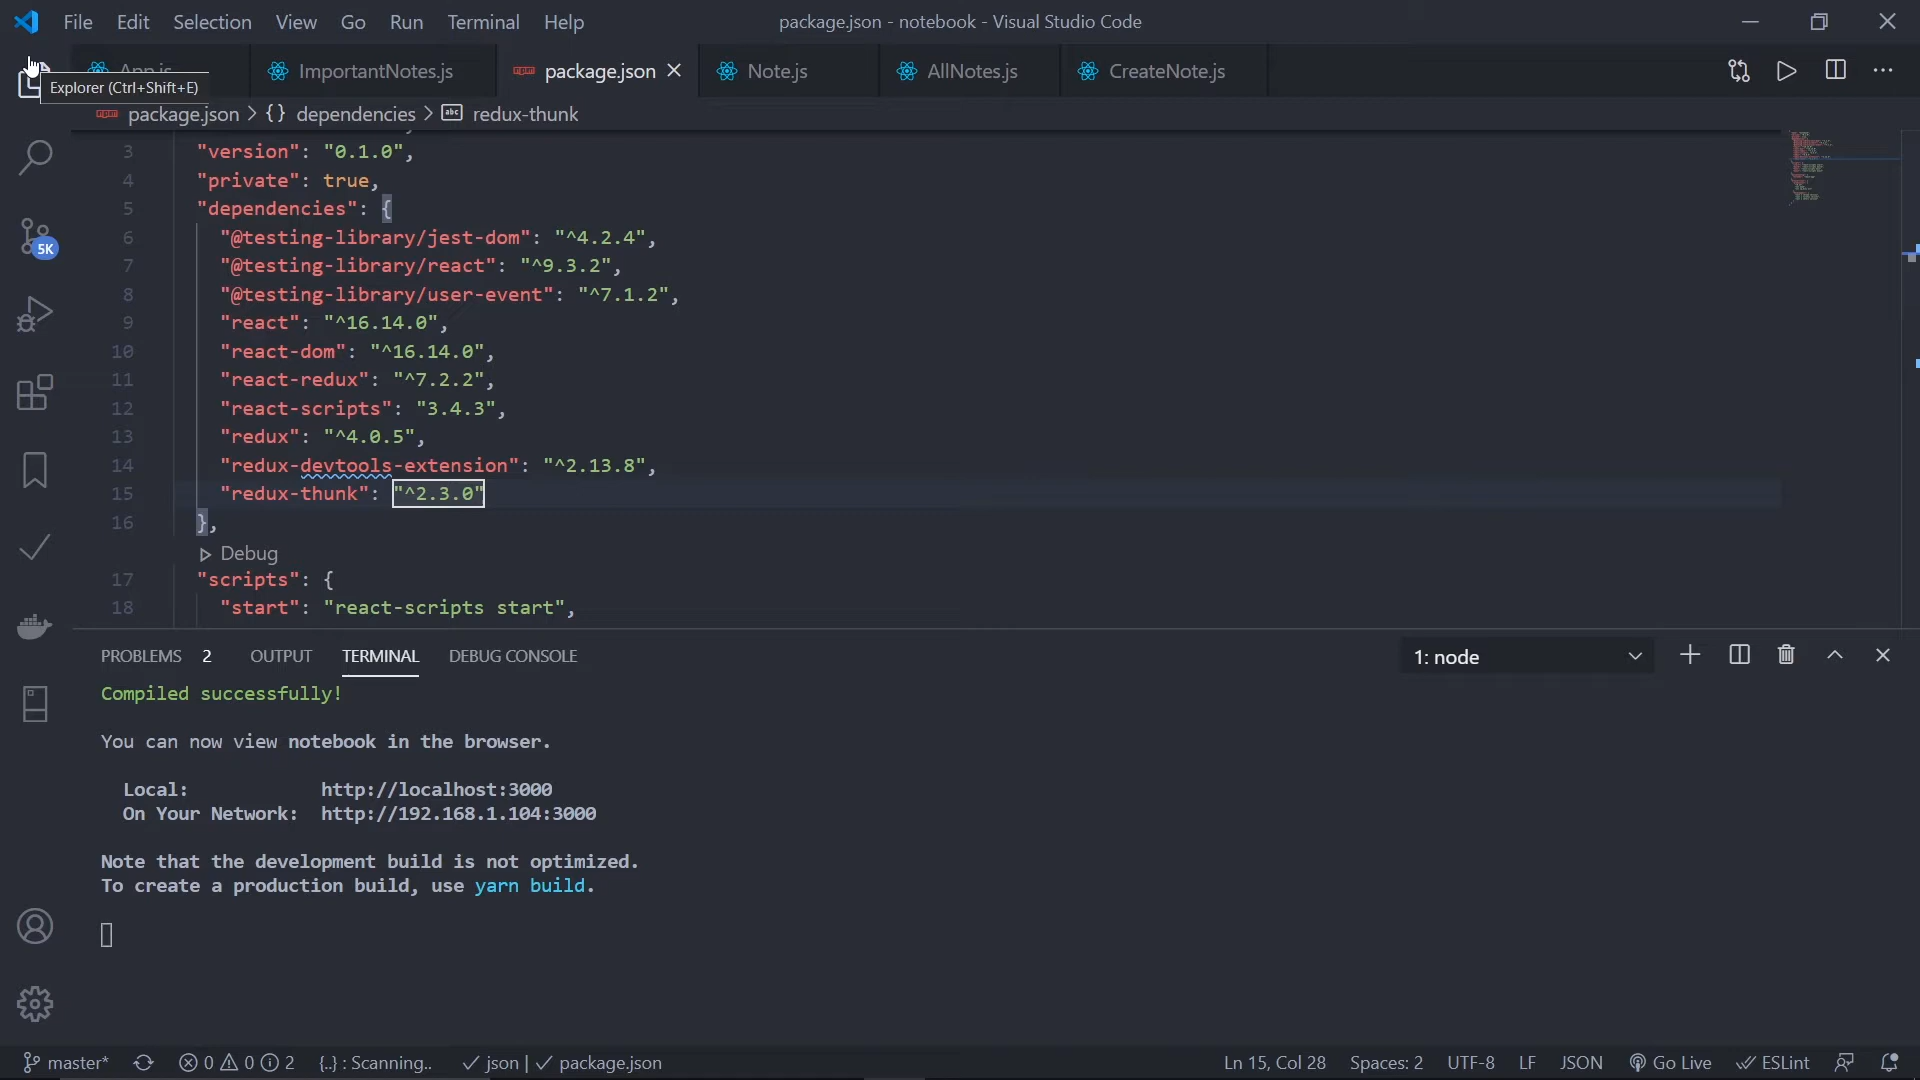 File Edit Selection View Go Run Terminal Help package.json - notebook - Visual Studio Code
App.js ImportantNotes.js package.json Note.js AllNotes.js CreateNote.js
Explorer (Ctrl+Shift+E)
package.json > {} dependencies > abc redux-thunk
3 "version": "0.1.0",
4 "private": true,
5 "dependencies": {
6 "@testing-library/jest-dom": "^4.2.4",
7 "@testing-library/react": "^9.3.2",
8 "@testing-library/user-event": "^7.1.2",
9 "react": "^16.14.0",
10 "react-dom": "^16.14.0",
11 "react-redux": "^7.2.2",
12 "react-scripts": "3.4.3",
13 "redux": "^4.0.5",
14 "redux-devtools-extension": "^2.13.8",
15 "redux-thunk": "^2.3.0"
16 },
Debug
17 "scripts": {
18 "start": "react-scripts start",
5K
PROBLEMS 2 OUTPUT TERMINAL DEBUG CONSOLE 1: node
Compiled successfully!
You can now view notebook in the browser.
Local: http://localhost:3000
On Your Network: http://192.168.1.104:3000
Note that the development build is not optimized.
To create a production build, use yarn build.
master* 0 0 2 {..} : Scanning.. json | package.json Ln 15, Col 28 Spaces: 2 UTF-8 LF JSON Go Live ESLint